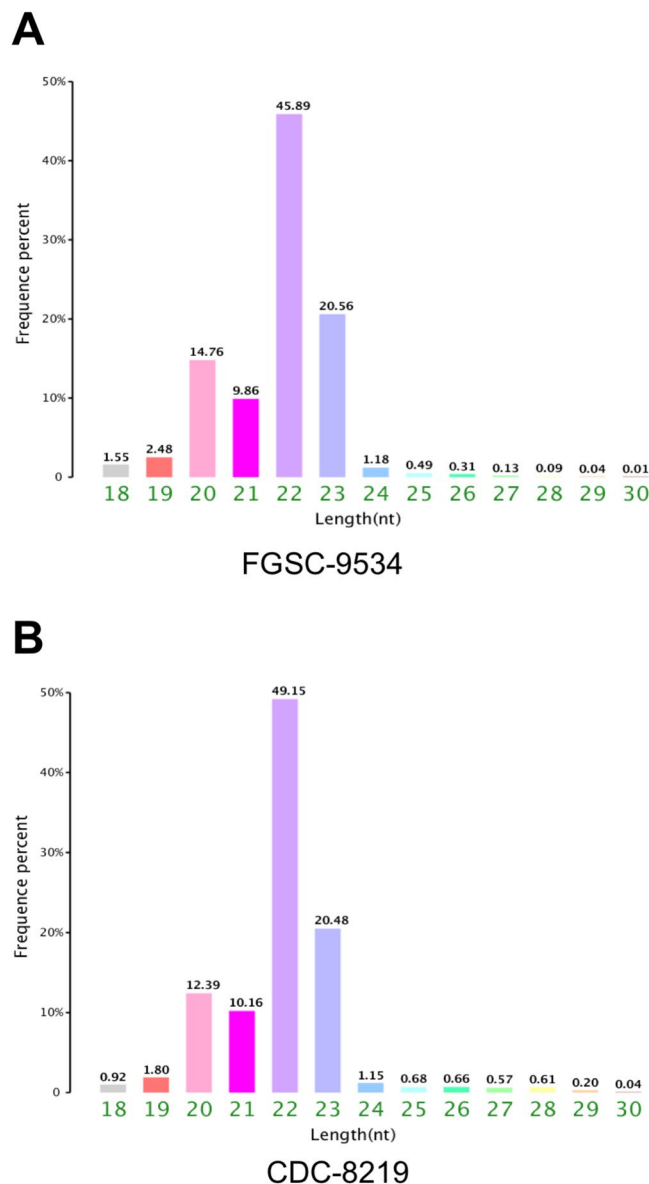 A
50%
45.89
40%
30%
20.56
20%
14.76
9.86
10%
1.55 2.48 1.18 0.49 0.31 0.13 0.09 0.04 0.01
0
Frequence percent
18 19 20 21 22 23 24 25 26 27 28 29 30
Length(nt)
FGSC-9534
B
50%
49.15
40%
30%
20.48
20%
12.39
10.16
10%
0.92 1.80 1.15 0.68 0.66 0.57 0.61 0.20 0.04
0
Frequence percent
18 19 20 21 22 23 24 25 26 27 28 29 30
Length(nt)
CDC-8219